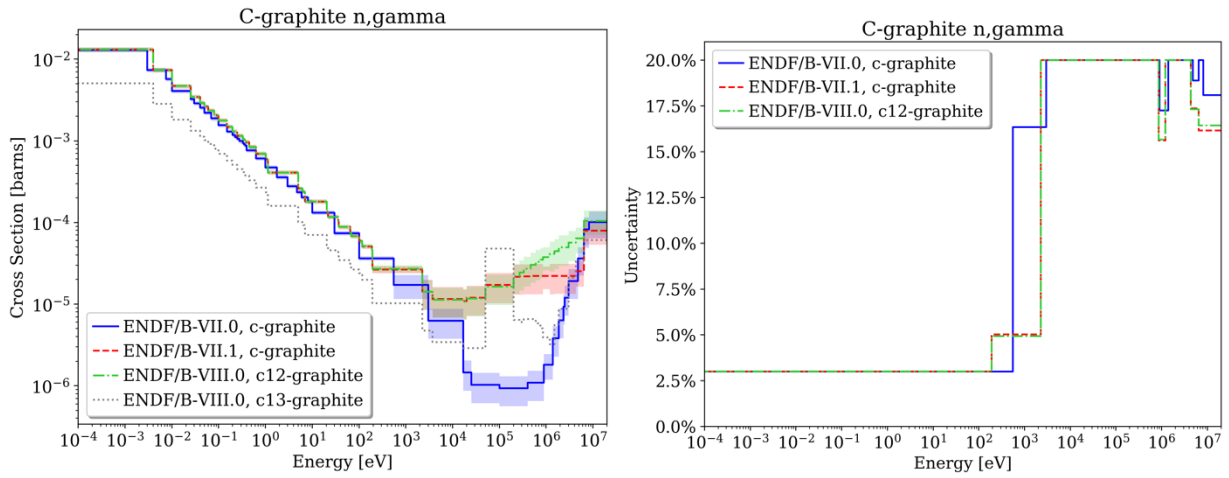 C-graphite n,gamma
Cross Section [barns]
10⁻²
10⁻³
10⁻⁴
10⁻⁵
10⁻⁶
ENDF/B-VII.0, c-graphite
ENDF/B-VII.1, c-graphite
ENDF/B-VIII.0, c12-graphite
ENDF/B-VIII.0, c13-graphite
10⁻⁴ 10⁻³ 10⁻² 10⁻¹ 10⁰ 10¹ 10² 10³ 10⁴ 10⁵ 10⁶ 10⁷
Energy [eV]
C-graphite n,gamma
Uncertainty
20.0%
17.5%
15.0%
12.5%
10.0%
7.5%
5.0%
2.5%
0.0%
ENDF/B-VII.0, c-graphite
ENDF/B-VII.1, c-graphite
ENDF/B-VIII.0, c12-graphite
10⁻⁴ 10⁻³ 10⁻² 10⁻¹ 10⁰ 10¹ 10² 10³ 10⁴ 10⁵ 10⁶ 10⁷
Energy [eV]